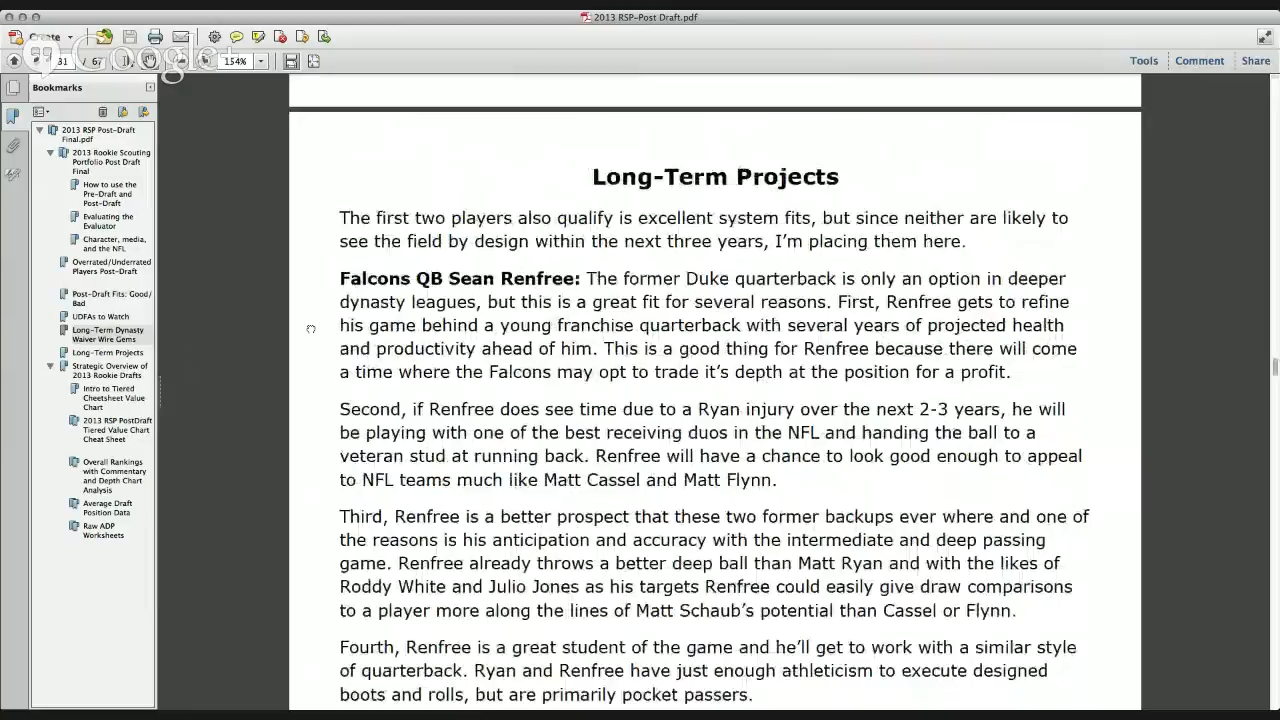 2013 RSP-Post Draft.pdf
Create
Google+
31 / 6
154%
Tools Comment Share
Bookmarks
2013 RSP Post-Draft
Final.pdf
2013 Rookie Scouting
Portfolio Post Draft
Final
How to use the
Pre-Draft and
Post-Draft
Evaluating the
Evaluator
Character, media,
and the NFL
Overrated/Underrated
Players Post-Draft
Post-Draft Fits: Good/
Bad
UDFAs to Watch
Long-Term Dynasty
Waiver Wire Gems
Long-Term Projects
Strategic Overview of
2013 Rookie Drafts
Intro to Tiered
Cheetsheet Value
Chart
2013 RSP PostDraft
Tiered Value Chart
Cheat Sheet
Overall Rankings
with Commentary
and Depth Chart
Analysis
Average Draft
Position Data
Raw ADP
Worksheets
Long-Term Projects
The first two players also qualify is excellent system fits, but since neither are likely to
see the field by design within the next three years, I'm placing them here.
Falcons QB Sean Renfree: The former Duke quarterback is only an option in deeper
dynasty leagues, but this is a great fit for several reasons. First, Renfree gets to refine
his game behind a young franchise quarterback with several years of projected health
and productivity ahead of him. This is a good thing for Renfree because there will come
a time where the Falcons may opt to trade it's depth at the position for a profit.
Second, if Renfree does see time due to a Ryan injury over the next 2-3 years, he will
be playing with one of the best receiving duos in the NFL and handing the ball to a
veteran stud at running back. Renfree will have a chance to look good enough to appeal
to NFL teams much like Matt Cassel and Matt Flynn.
Third, Renfree is a better prospect that these two former backups ever where and one of
the reasons is his anticipation and accuracy with the intermediate and deep passing
game. Renfree already throws a better deep ball than Matt Ryan and with the likes of
Roddy White and Julio Jones as his targets Renfree could easily give draw comparisons
to a player more along the lines of Matt Schaub's potential than Cassel or Flynn.
Fourth, Renfree is a great student of the game and he'll get to work with a similar style
of quarterback. Ryan and Renfree have just enough athleticism to execute designed
boots and rolls, but are primarily pocket passers.